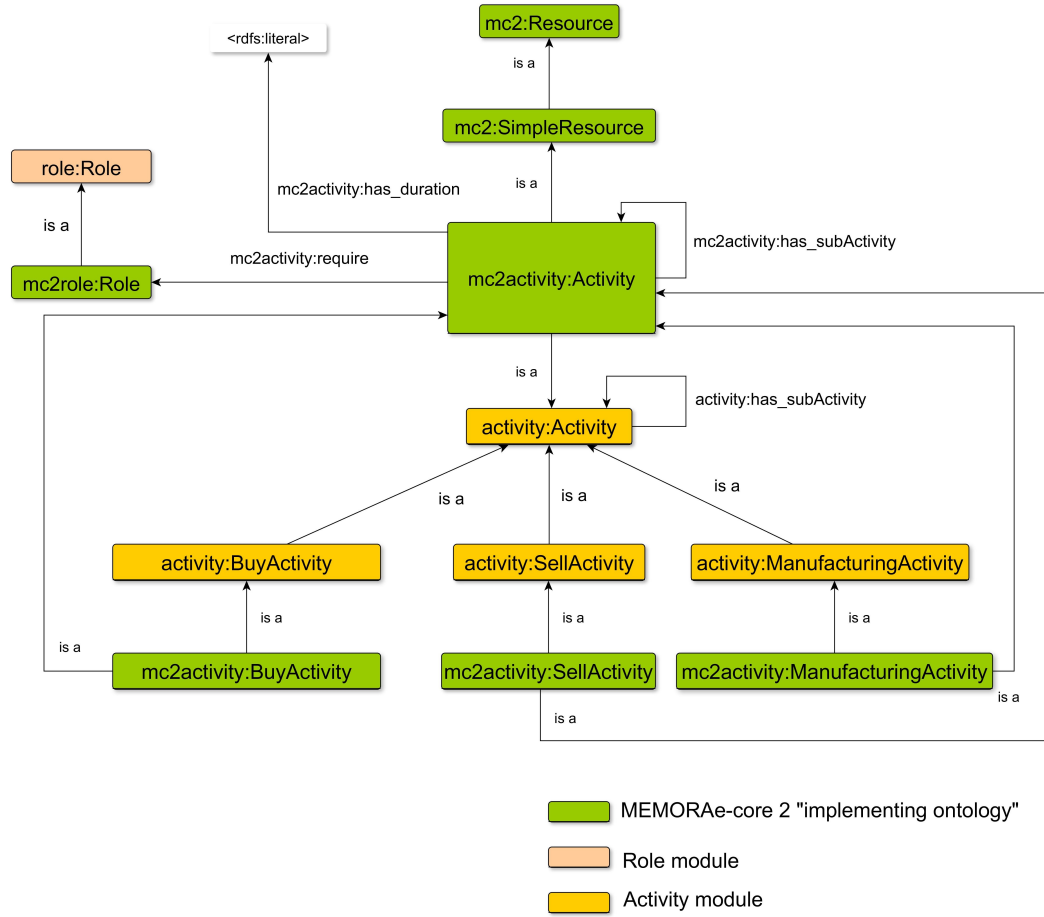 mc2:Resource
<rdfs:literal>
is a
mc2:SimpleResource
role:Role
is a
mc2activity:has_duration
is a
mc2activity:has_subActivity
mc2activity:require
mc2activity:Activity
mc2role:Role
is a
activity:has_subActivity
activity:Activity
is a
is a
is a
activity:BuyActivity
activity:SellActivity
activity:ManufacturingActivity
is a
is a
is a
is a
mc2activity:BuyActivity
mc2activity:SellActivity
mc2activity:ManufacturingActivity
is a
is a
MEMORAe-core 2 "implementing ontology"
Role module
Activity module